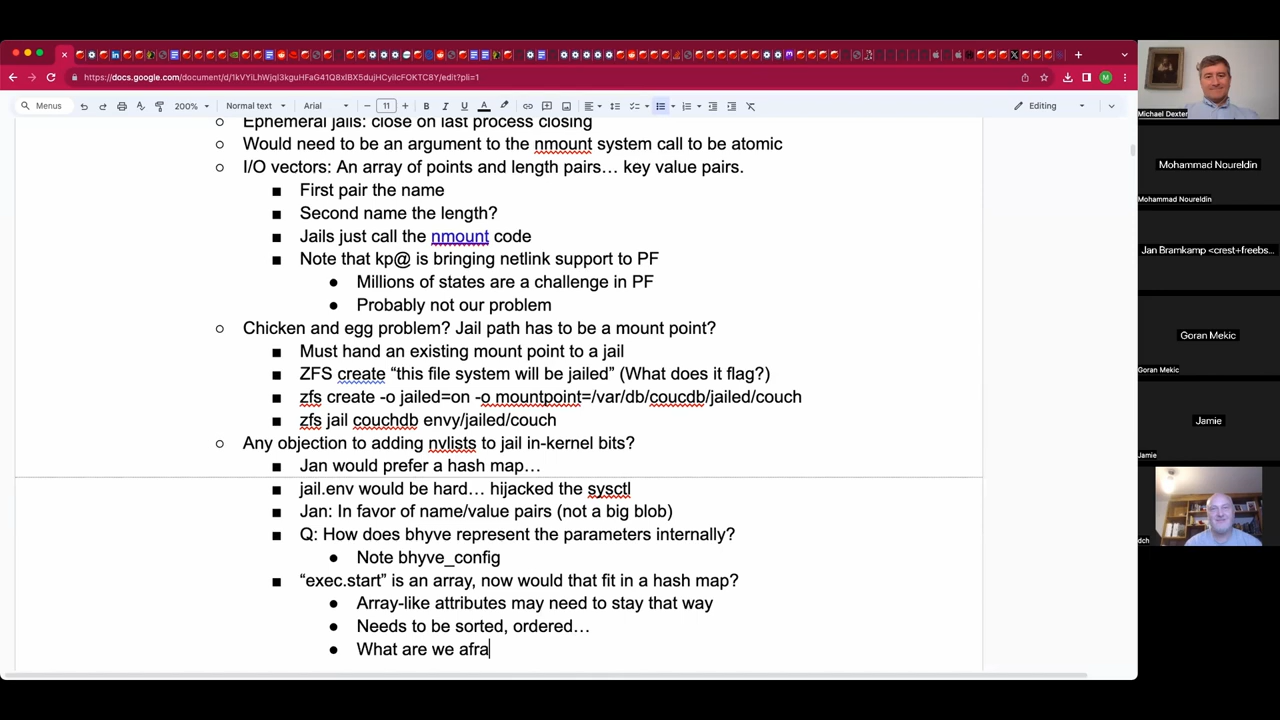 https://docs.google.com/document/d/1kVYiLhWjqI3kguHFaG41Q8xIBX5dujHCyilcFOKTC8Y/edit?pli=1
M
Menus
200%
Normal text
Arial
11
Editing
Ephemeral jails: close on last process closing
Would need to be an argument to the nmount system call to be atomic
I/O vectors: An array of points and length pairs… key value pairs.
First pair the name
Second name the length?
Jails just call the nmount code
Note that kp@ is bringing netlink support to PF
Millions of states are a challenge in PF
Probably not our problem
Chicken and egg problem? Jail path has to be a mount point?
Must hand an existing mount point to a jail
ZFS create “this file system will be jailed” (What does it flag?)
zfs create -o jailed=on -o mountpoint=/var/db/coucdb/jailed/couch
zfs jail couchdb envy/jailed/couch
Any objection to adding nvlists to jail in-kernel bits?
Jan would prefer a hash map…
jail.env would be hard… hijacked the sysctl
Jan: In favor of name/value pairs (not a big blob)
Q: How does bhyve represent the parameters internally?
Note bhyve_config
“exec.start” is an array, now would that fit in a hash map?
Array-like attributes may need to stay that way
Needs to be sorted, ordered…
What are we afra
Michael Dexter
Mohammad Noureldin
Mohammad Noureldin
Jan Bramkamp <crest+freebs...
Goran Mekic
Goran Mekic
Jamie
Jamie
dch